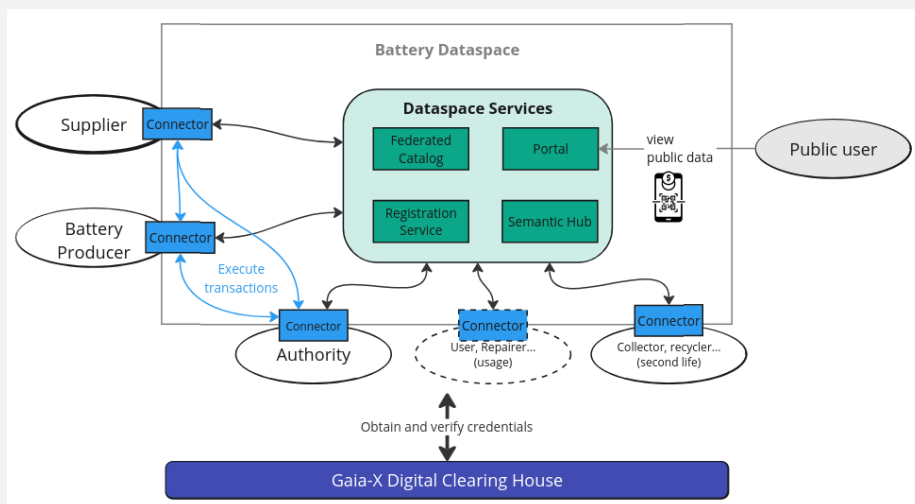 Battery Dataspace
Dataspace Services
Supplier
Connector
Federated
Catalog
Portal
view
public data
Public user
$
Battery
Producer
Connector
Registration
Service
Semantic Hub
Execute
transactions
Connector
Authority
Connector
User, Repairer...
(usage)
Connector
Collector, recycler...
(second life)
Obtain and verify credentials
Gaia-X Digital Clearing House